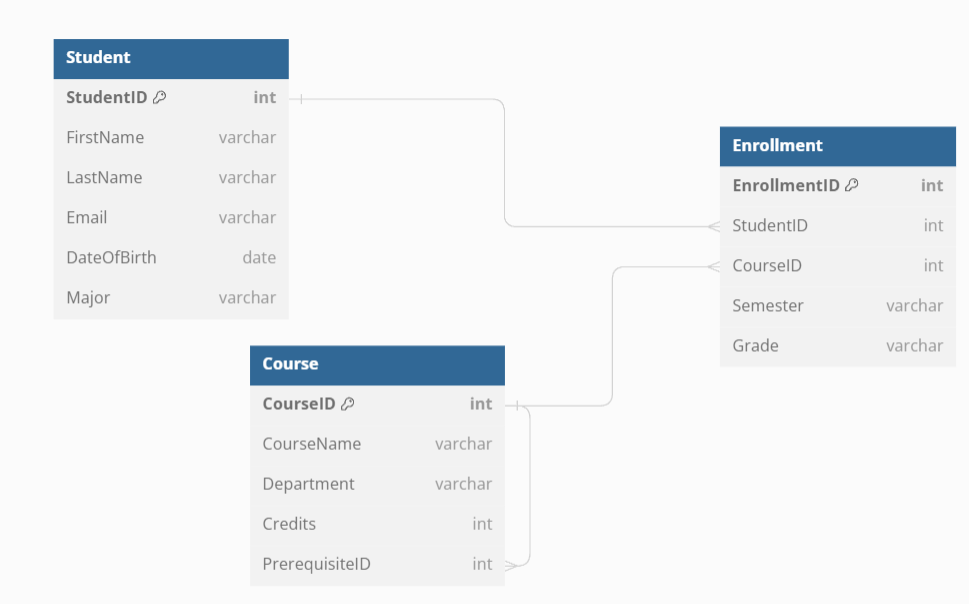 Student
StudentID int
FirstName varchar
LastName varchar
Email varchar
DateOfBirth date
Major varchar
Enrollment
EnrollmentID int
StudentID int
CourseID int
Semester varchar
Grade varchar
Course
CourseID int
CourseName varchar
Department varchar
Credits int
PrerequisiteID int